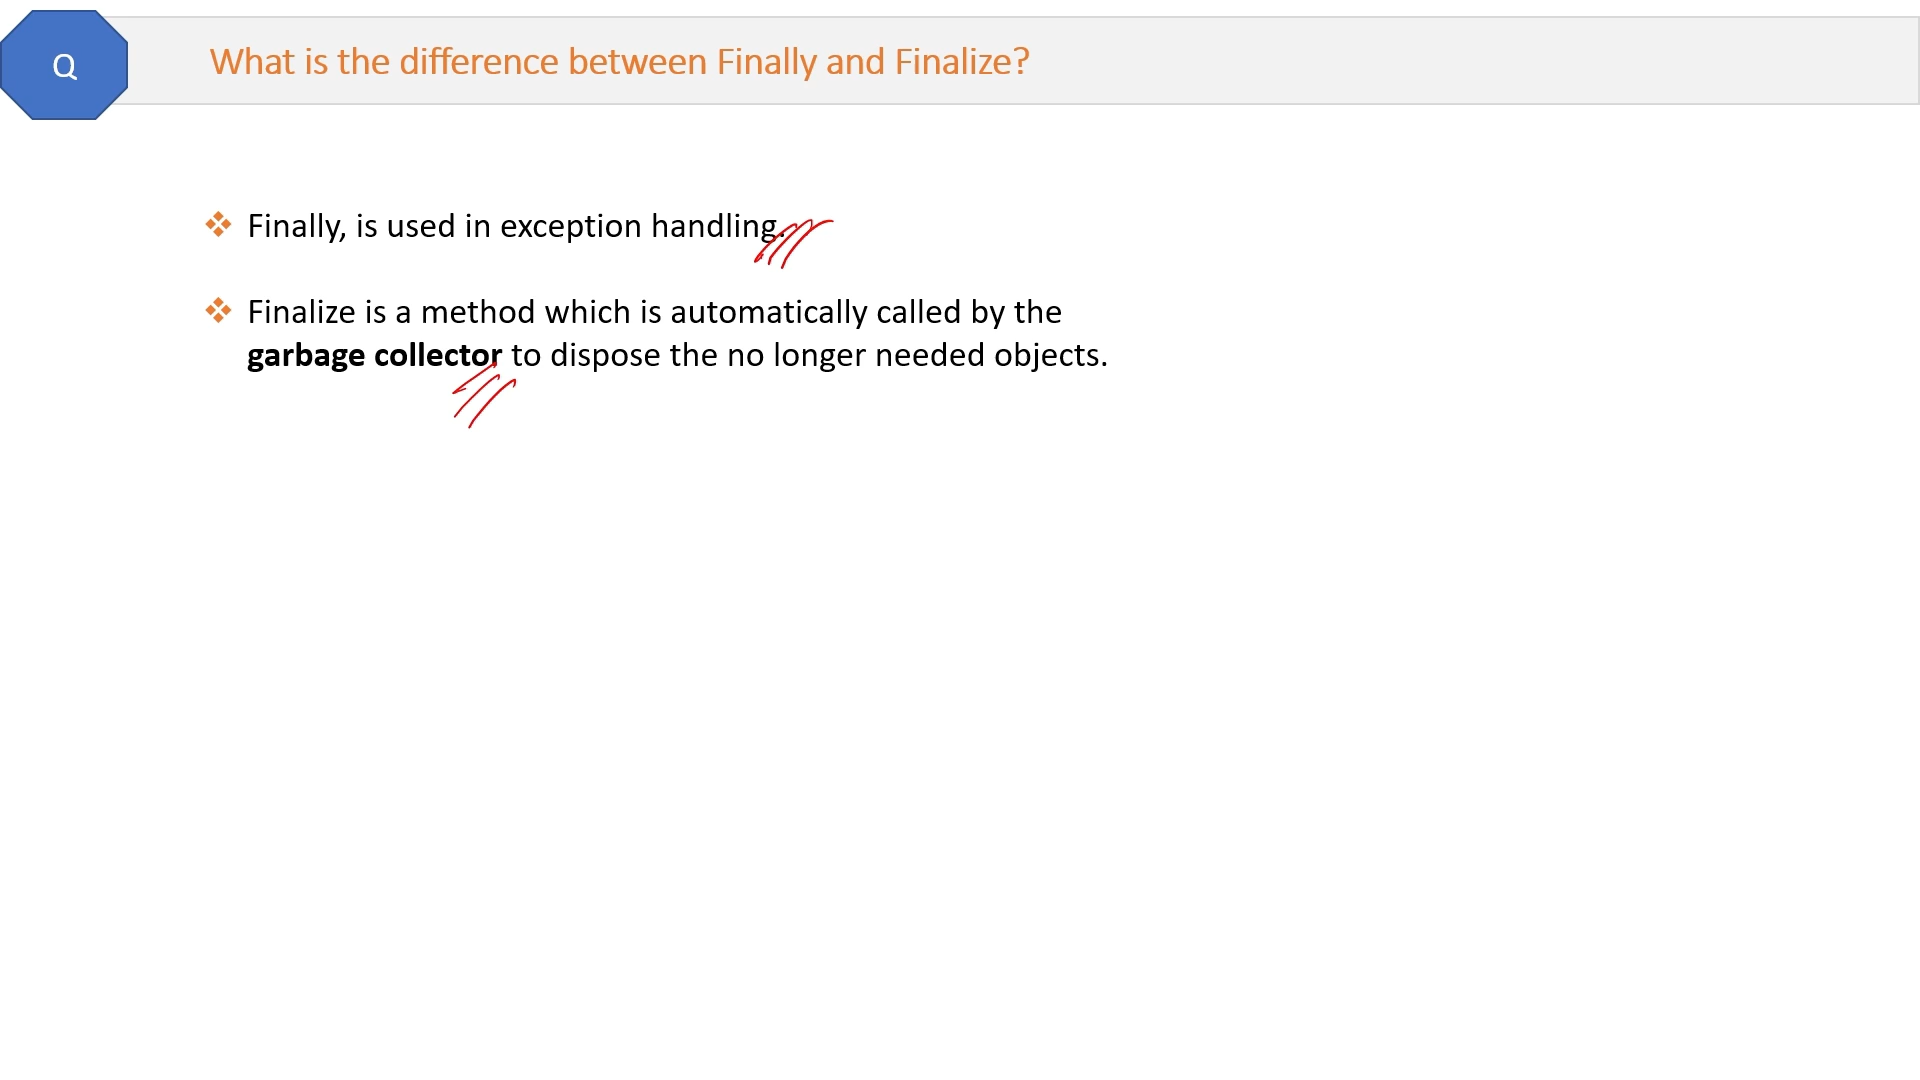 Q
What is the difference between Finally and Finalize?
Finally, is used in exception handling.
Finalize is a method which is automatically called by the
garbage collector to dispose the no longer needed objects.